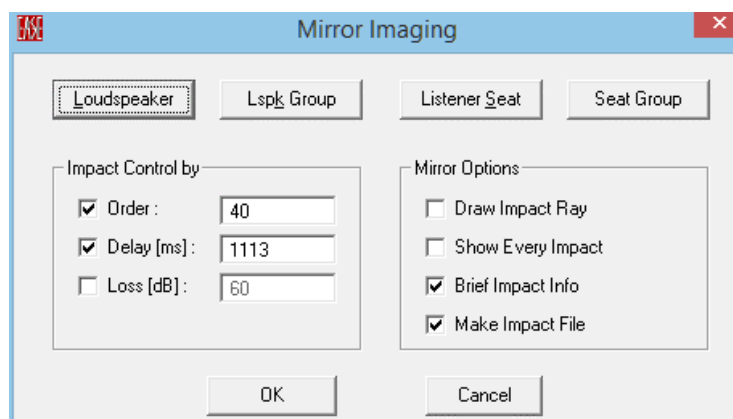 EASE Mirror Imaging
Loudspeaker Lspk Group Listener Seat Seat Group
Impact Control by Mirror Options
Order : 40 Draw Impact Ray
Delay [ms] : 1113 Show Every Impact
Loss [dB] : 60 Brief Impact Info
Make Impact File
OK Cancel